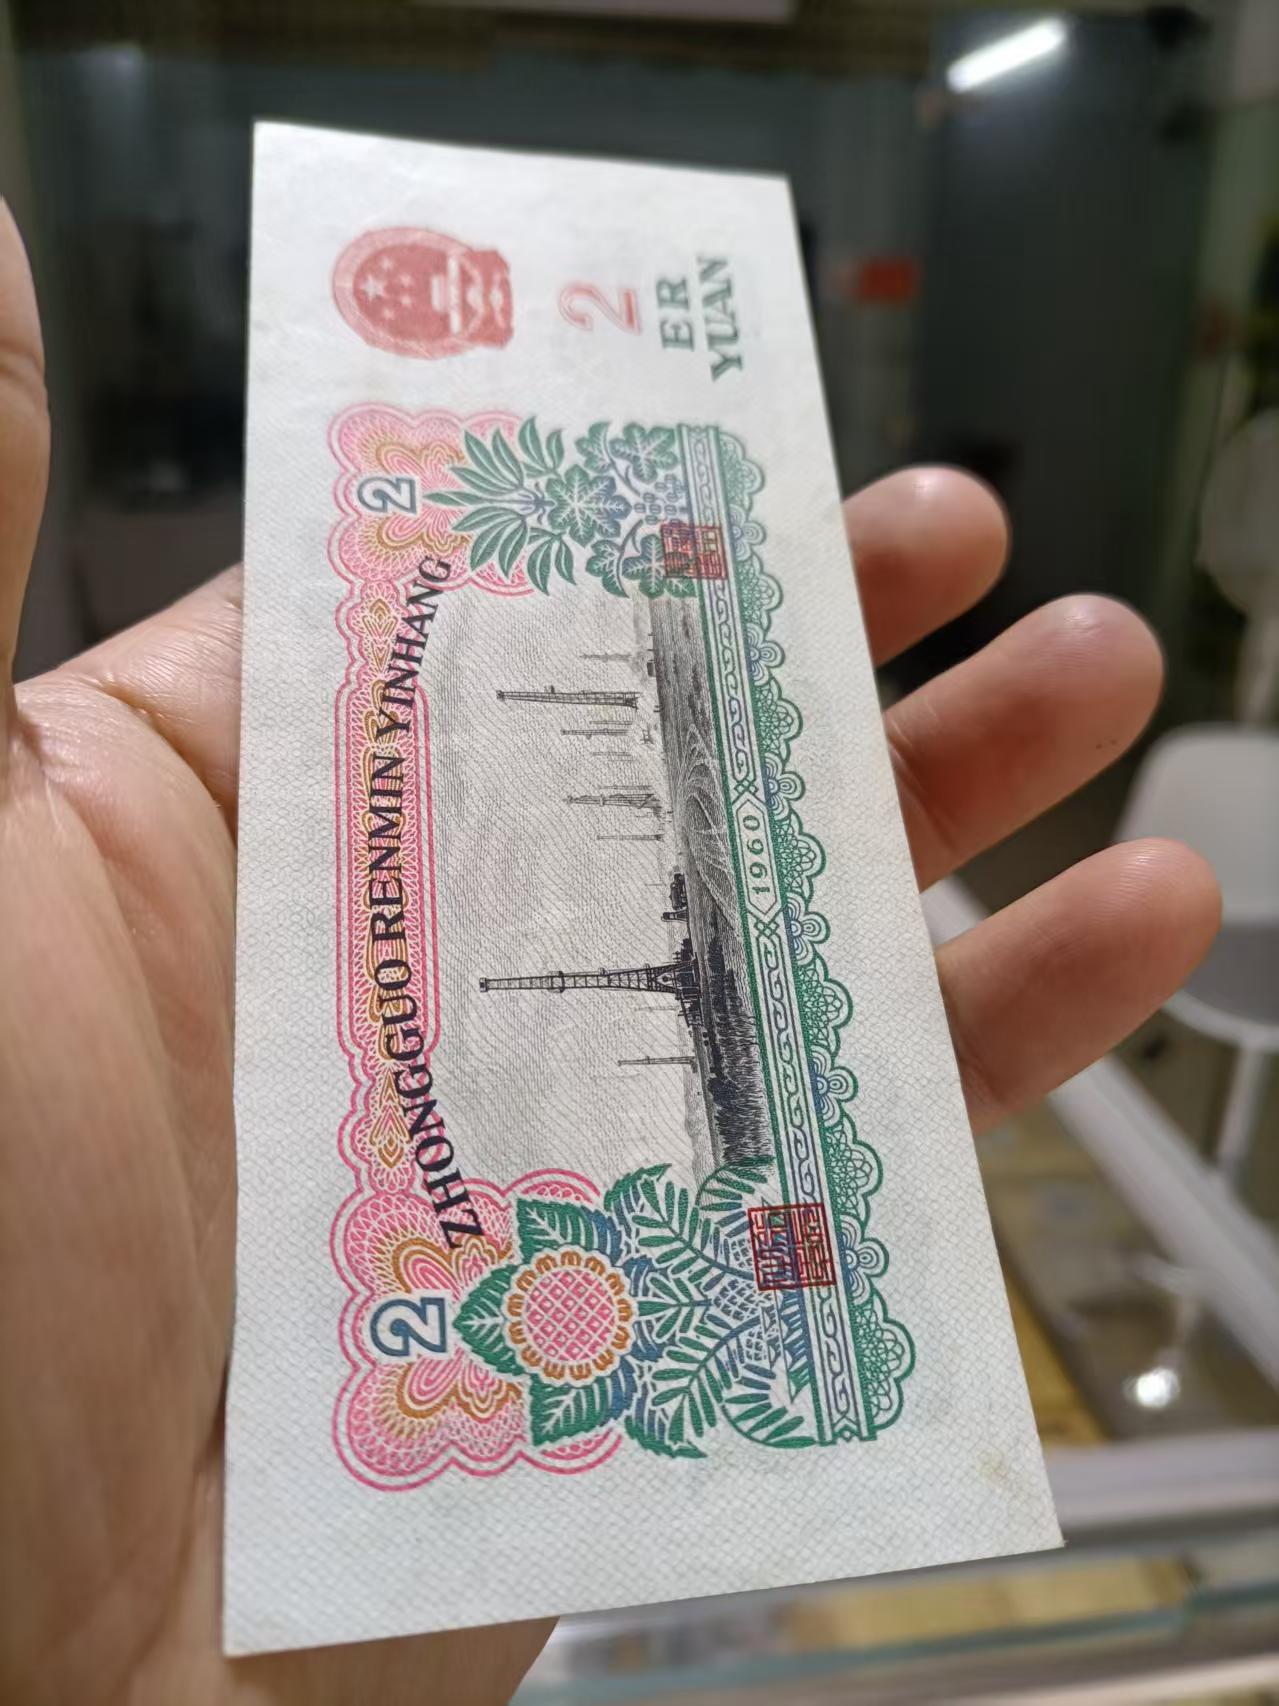 ZHONGGUO RENMIN YINHANG
2
2
2
ER
YUAN
1960